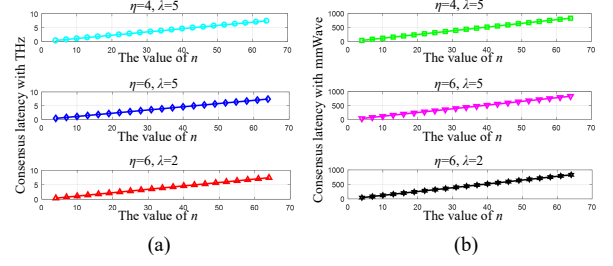 Consensus latency with THz
η=4, λ=5
10
5
0
0 10 20 30 40 50 60 70
The value of n
η=6, λ=5
10
5
0
0 10 20 30 40 50 60 70
The value of n
η=6, λ=2
10
5
0
0 10 20 30 40 50 60 70
The value of n
(a)
Consensus latency with mmWave
η=4, λ=5
1000
500
0
0 10 20 30 40 50 60 70
The value of n
η=6, λ=5
1000
500
0
0 10 20 30 40 50 60 70
The value of n
η=6, λ=2
1000
500
0
0 10 20 30 40 50 60 70
The value of n
(b)